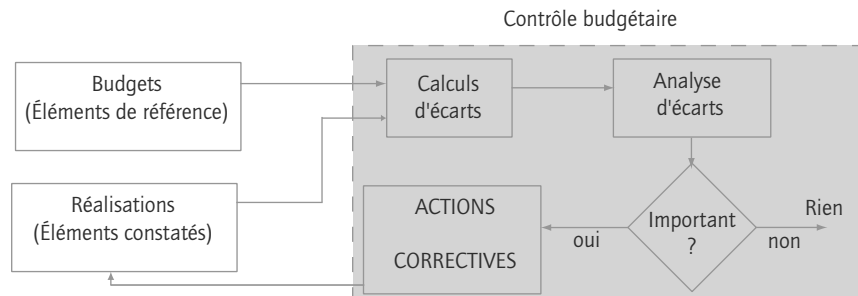 Contrôle budgétaire
Budgets
(Éléments de référence)
Calculs
d'écarts
Analyse
d'écarts
Réalisations
(Éléments constatés)
ACTIONS
CORRECTIVES
oui
Important
?
non
Rien